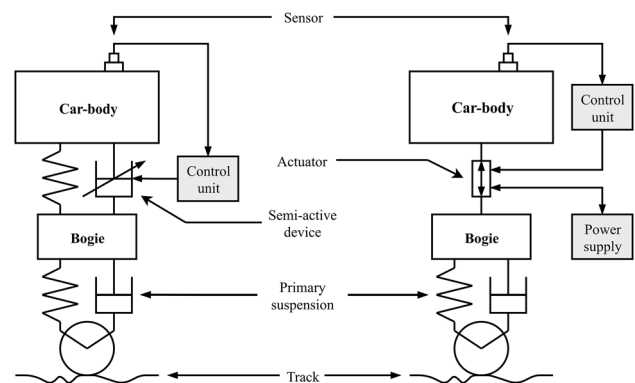 Sensor
Car-body
Car-body
Control
unit
Actuator
Control
unit
Semi-active
device
Bogie
Bogie
Power
supply
Primary
suspension
Track